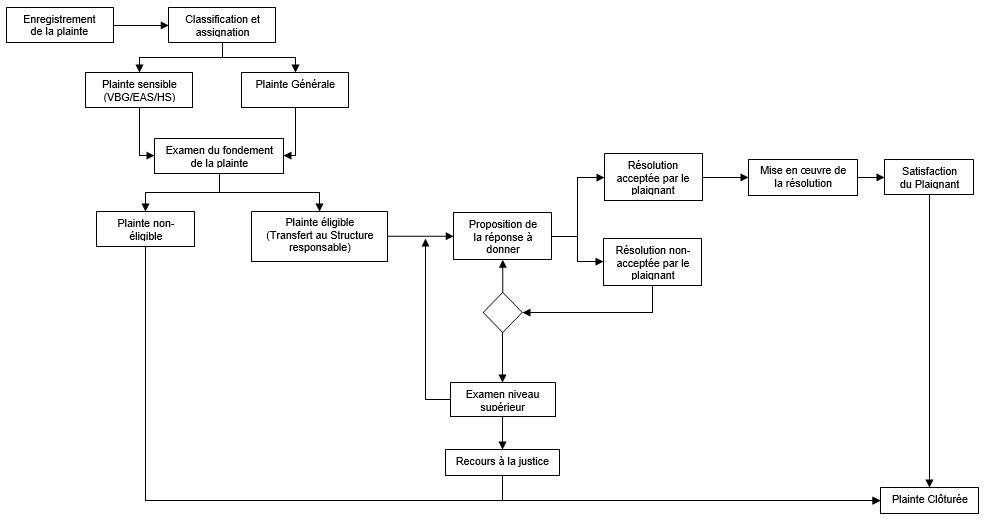 Enregistrement
de la plainte
Classification et
assignation
Plainte sensible
(VBG/EAS/HS)
Plainte Générale
Examen du fondement
de la plainte
Plainte non-
éligible
Plainte éligible
(Transfert au Structure
responsable)
Proposition de
la réponse à
donner
Résolution
acceptée par le
plaignant
Mise en œuvre de
la résolution
Satisfaction
du Plaignant
Résolution non-
acceptée par le
plaignant
Examen niveau
supérieur
Recours à la justice
Plainte Clôturée